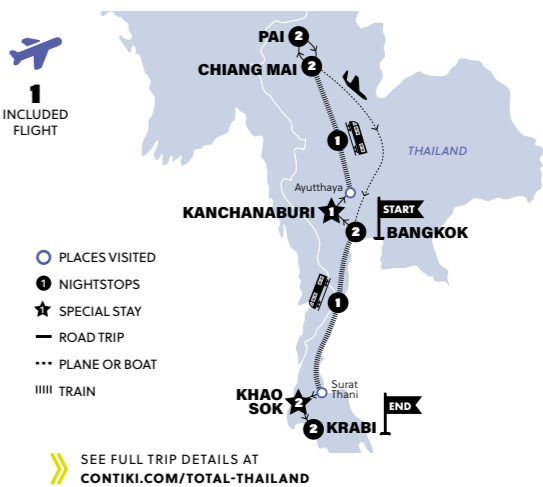 PAI 2
2
CHIANG MAI
1
INCLUDED
FLIGHT
1
THAILAND
Ayutthaya
KANCHANABURI 1
START
2 BANGKOK
PLACES VISITED
1 NIGHTSTOPS
1 SPECIAL STAY
ROAD TRIP
PLANE OR BOAT
TRAIN
1
Surat
Thani
KHAO
SOK
2
END
2 KRABI
SEE FULL TRIP DETAILS AT
CONTIKI.COM/TOTAL-THAILAND